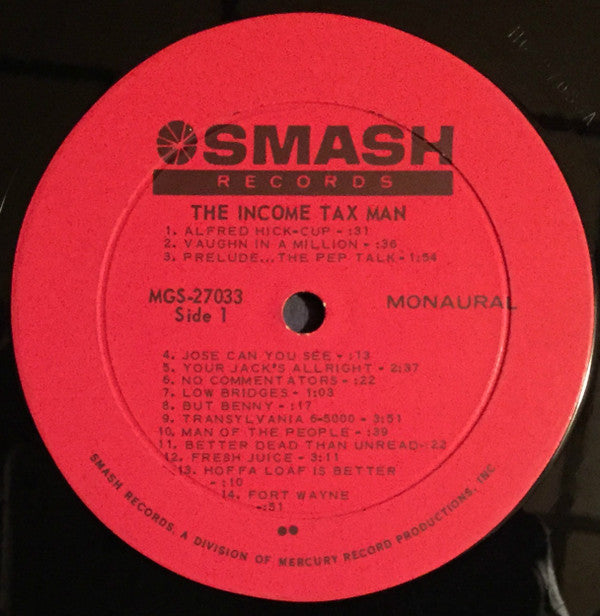 SMASH
RECORDS
THE INCOME TAX MAN
1. ALFRED HICK-CUP - :31
2. VAUGHN IN A MILLION - :36
3. PRELUDE...THE PEP TALK - 1:54
MGS-27033
Side 1
MONAURAL
4. JOSE CAN YOU SEE - :13
5. YOUR JACK'S ALLRIGHT - 2:37
6. NO COMMENTATORS - :22
7. LOW BRIDGES - 1:03
8. BUT BENNY - :17
9. TRANSYLVANIA 6-5000 - 3:51
10. MAN OF THE PEOPLE - :39
11. BETTER DEAD THAN UNREAD-:22
12. FRESH JUICE - 3:11
13. HOFFA LOAF IS BETTER
- :10
14. FORT WAYNE
- :51
SMASH RECORDS, A DIVISION OF MERCURY RECORD PRODUCTIONS, INC